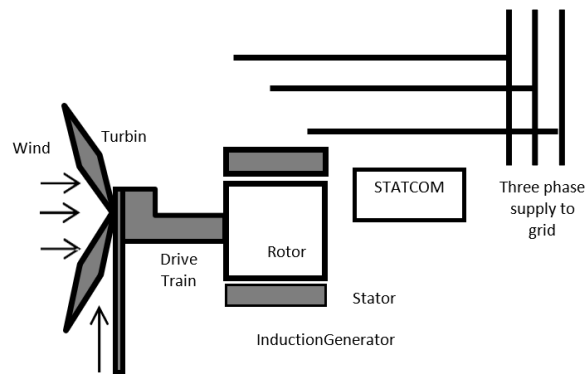 Wind
Turbin
STATCOM
Three phase
supply to
grid
Drive
Train
Rotor
Stator
InductionGenerator